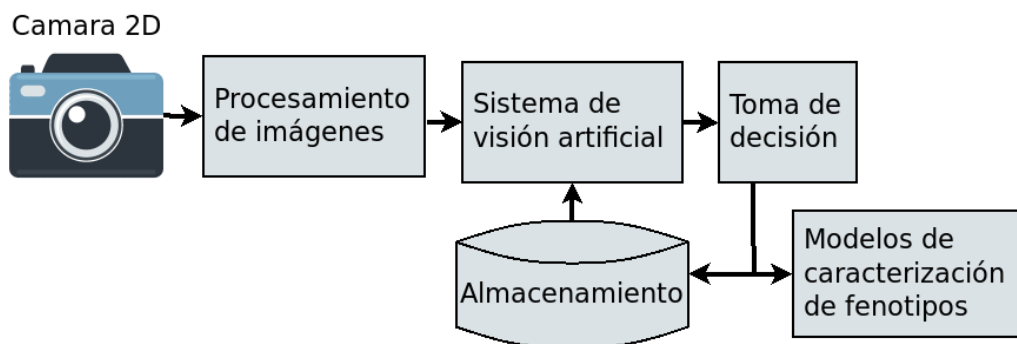 Camara 2D
Procesamiento
de imágenes
Sistema de
visión artificial
Toma de
decisión
Almacenamiento
Modelos de
caracterización
de fenotipos